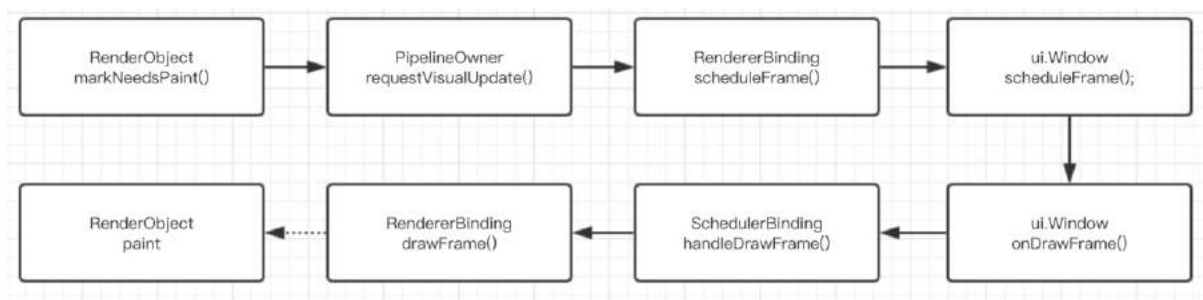 RenderObject
markNeedsPaint()
PipelineOwner
requestVisualUpdate()
RendererBinding
scheduleFrame()
ui.Window
scheduleFrame();
RenderObject
paint
RendererBinding
drawFrame()
SchedulerBinding
handleDrawFrame()
ui.Window
onDrawFrame()